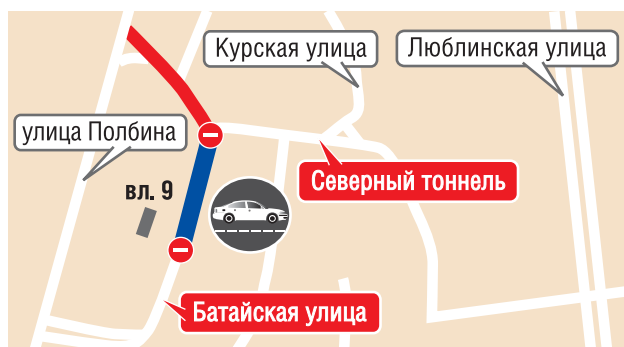 Курская улица
Люблинская улица
улица Полбина
Северный тоннель
вл. 9
Батайская улица